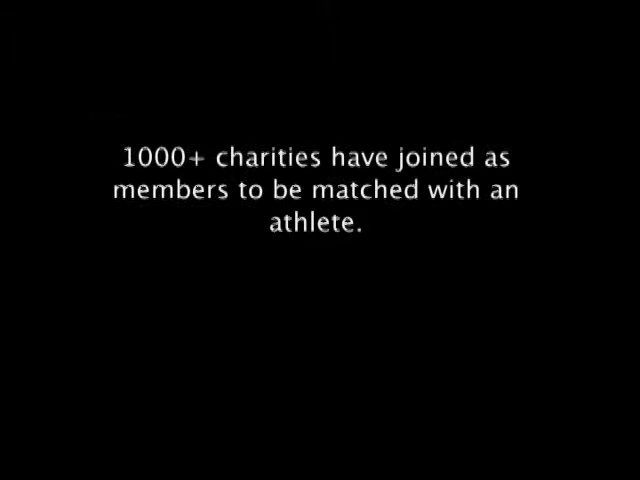 1000+ charities have joined as
members to be matched with an
athlete.